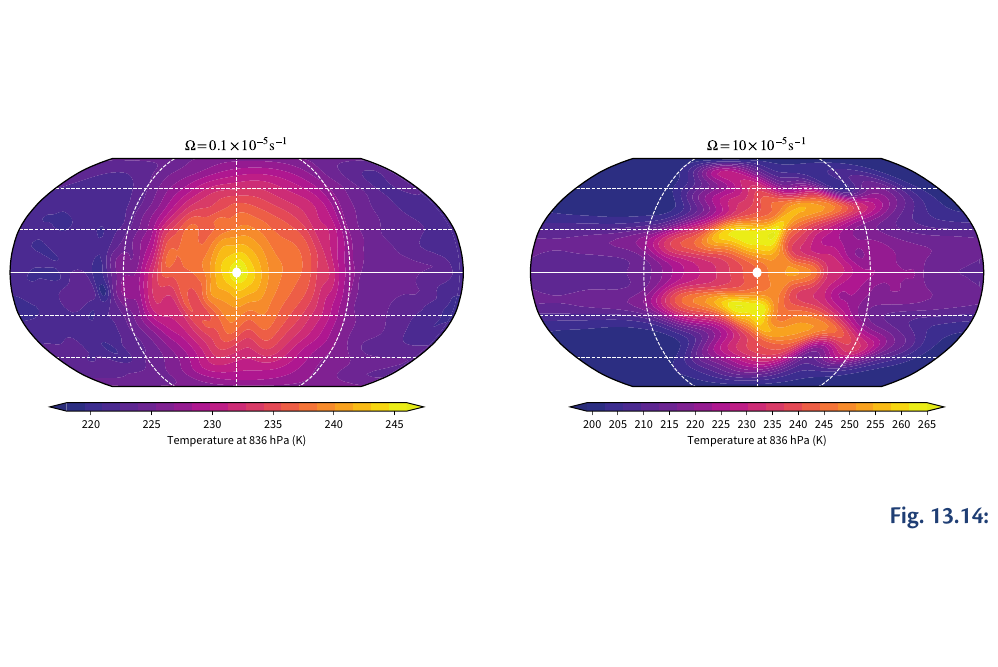 Ω=0.1×10⁻⁵s⁻¹
Ω=10×10⁻⁵s⁻¹
220 225 230 235 240 245
Temperature at 836 hPa (K)
200 205 210 215 220 225 230 235 240 245 250 255 260 265
Temperature at 836 hPa (K)
Fig. 13.14: